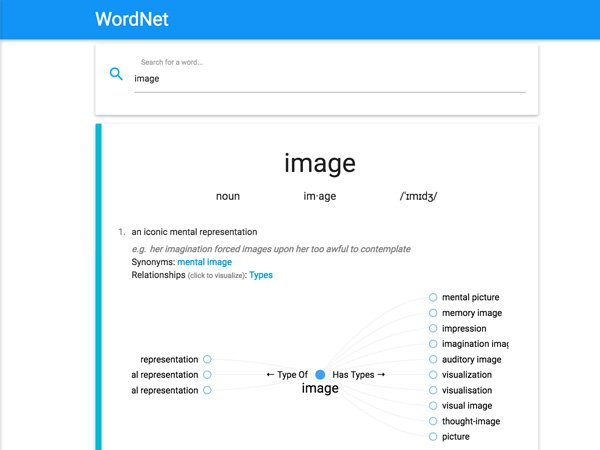 WordNet
Search for a word...
image
image
noun im·age /ˈɪmɪdʒ/
1. an iconic mental representation
e.g. her imagination forced images upon her too awful to contemplate
Synonyms: mental image
Relationships (click to visualize): Types
mental picture
memory image
impression
imagination imag
representation
auditory image
al representation
← Type Of Has Types →
visualization
al representation
image
visualisation
visual image
thought-image
picture